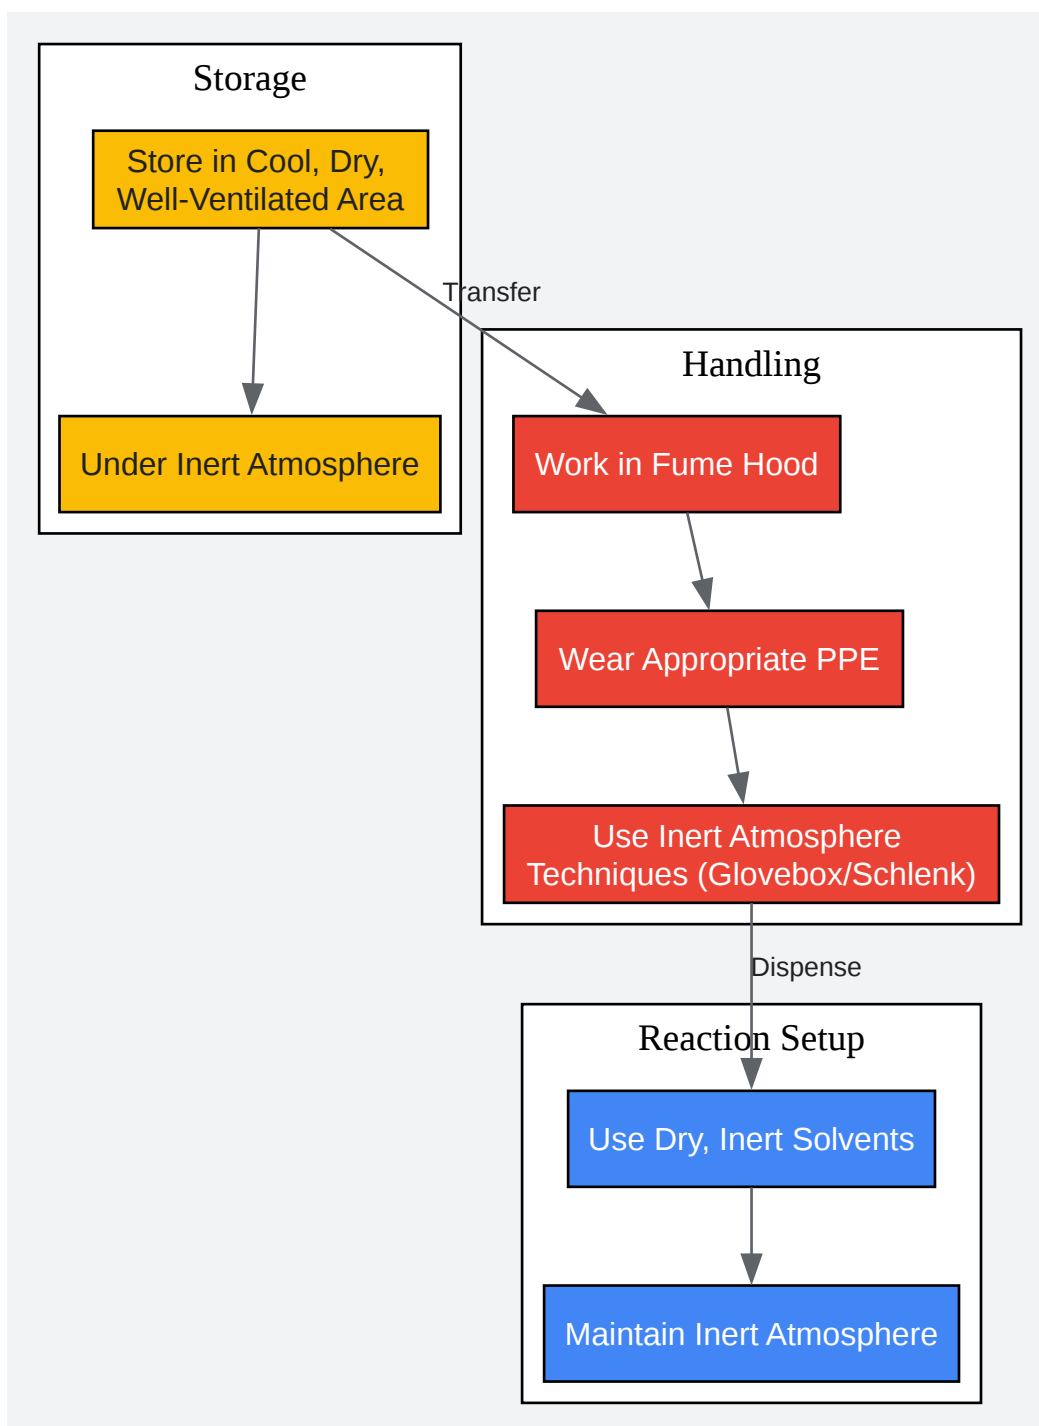 Storage
Store in Cool, Dry,
Well-Ventilated Area
Transfer
Under Inert Atmosphere
Handling
Work in Fume Hood
Wear Appropriate PPE
Use Inert Atmosphere
Techniques (Glovebox/Schlenk)
Dispense
Reaction Setup
Use Dry, Inert Solvents
Maintain Inert Atmosphere